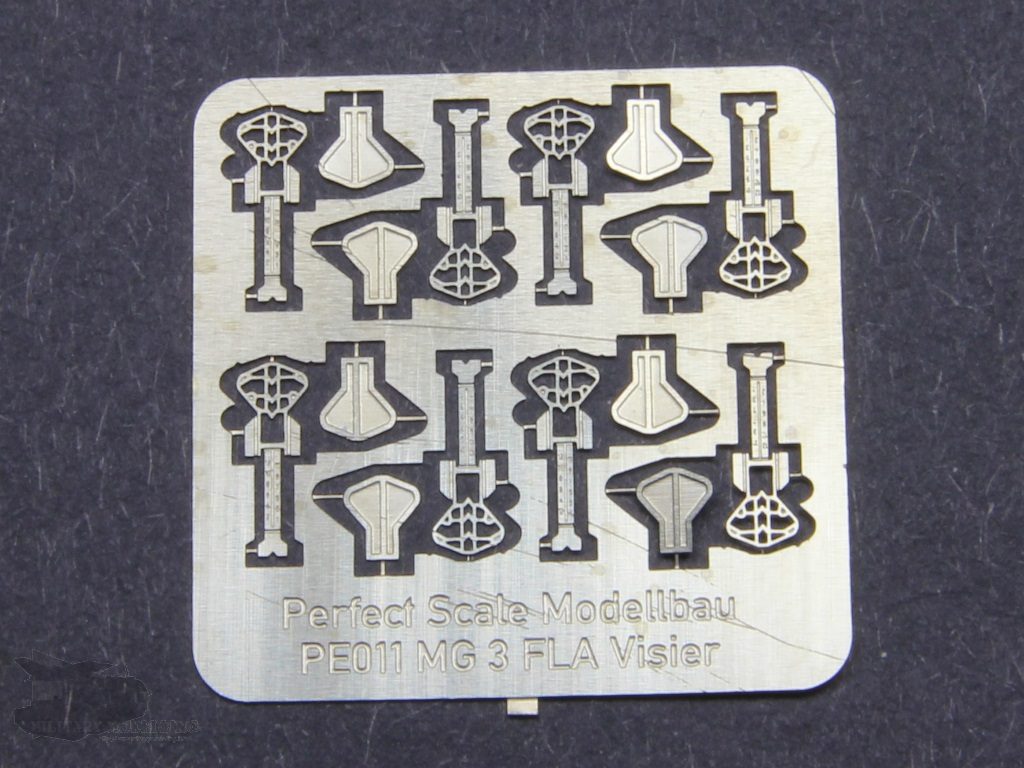 Perfect Scale Modellbau
PE011 MG 3 FLA Visier